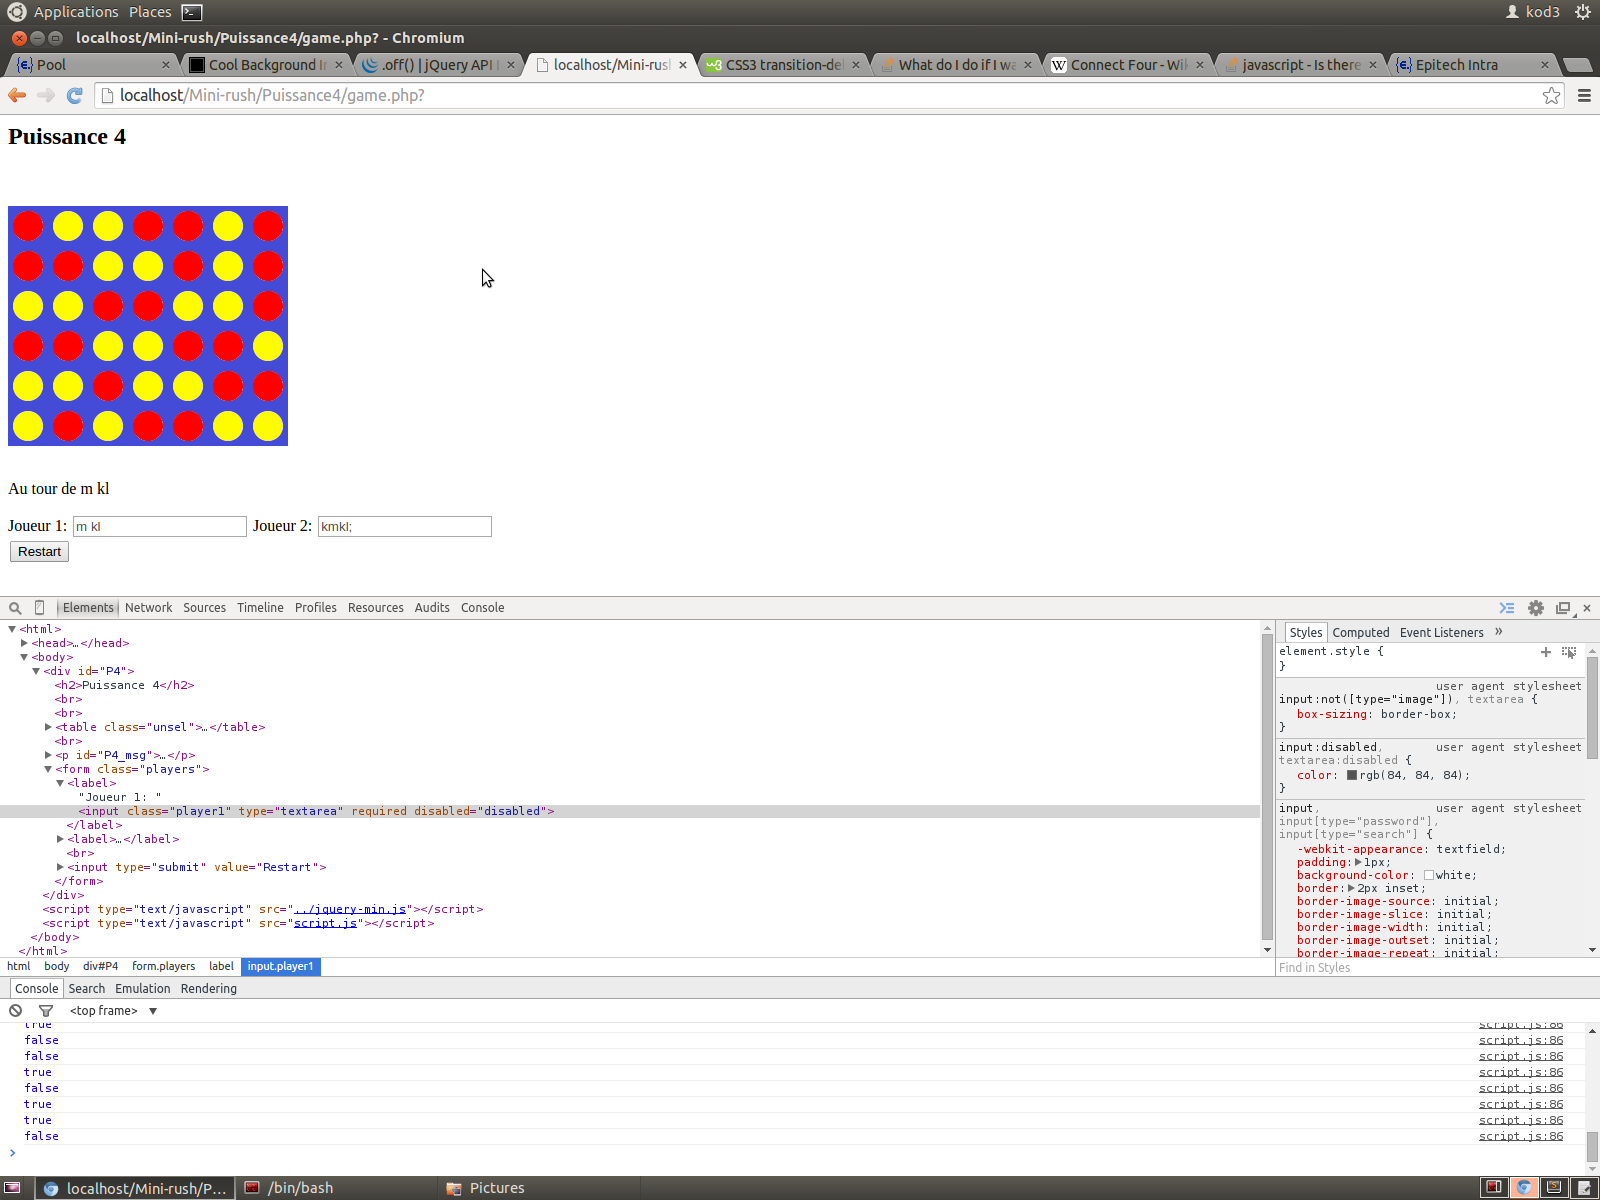 Applications Places kod3
localhost/Mini-rush/Puissance4/game.php? - Chromium
{E.} Pool Cool Background I .off() | jQuery API localhost/Mini-rus CSS3 transition-del What do I do if I wa Connect Four - Wik javascript - Is there {E.} Epitech Intra
localhost/Mini-rush/Puissance4/game.php?
Puissance 4
Au tour de m kl
Joueur 1: m kl Joueur 2: kmkl;
Restart
Elements Network Sources Timeline Profiles Resources Audits Console
<html>
<head>…</head>
<body>
<div id="P4">
<h2>Puissance 4</h2>
<br>
<br>
<table class="unsel">…</table>
<br>
<p id="P4_msg">…</p>
<form class="players">
<label>
"Joueur 1: "
<input class="player1" type="textarea" required disabled="disabled">
</label>
<label>…</label>
<br>
<input type="submit" value="Restart">
</form>
</div>
<script type="text/javascript" src="../jquery-min.js"></script>
<script type="text/javascript" src="script.js"></script>
</body>
</html>
html body div#P4 form.players label input.player1
Styles Computed Event Listeners »
element.style {
}
user agent stylesheet
input:not([type="image"]), textarea {
box-sizing: border-box;
}
input:disabled, user agent stylesheet
textarea:disabled {
color: rgb(84, 84, 84);
}
input, user agent stylesheet
input[type="password"],
input[type="search"] {
-webkit-appearance: textfield;
padding: 1px;
background-color: white;
border: 2px inset;
border-image-source: initial;
border-image-slice: initial;
border-image-width: initial;
border-image-outset: initial;
border-image-repeat: initial;
Find in Styles
Console Search Emulation Rendering
<top frame>
true script.js:86
false script.js:86
false script.js:86
true script.js:86
false script.js:86
true script.js:86
true script.js:86
false script.js:86
localhost/Mini-rush/P... /bin/bash Pictures